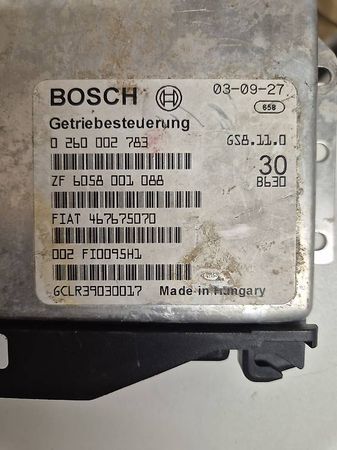 BOSCH 03-09-27
658
Getriebesteuerung
0 260 002 783 GS8.11.0
30
ZF 6058 001 088 B630
FIAT 467675070
002 FI0095H1
GCLR39030017 Made in Hungary